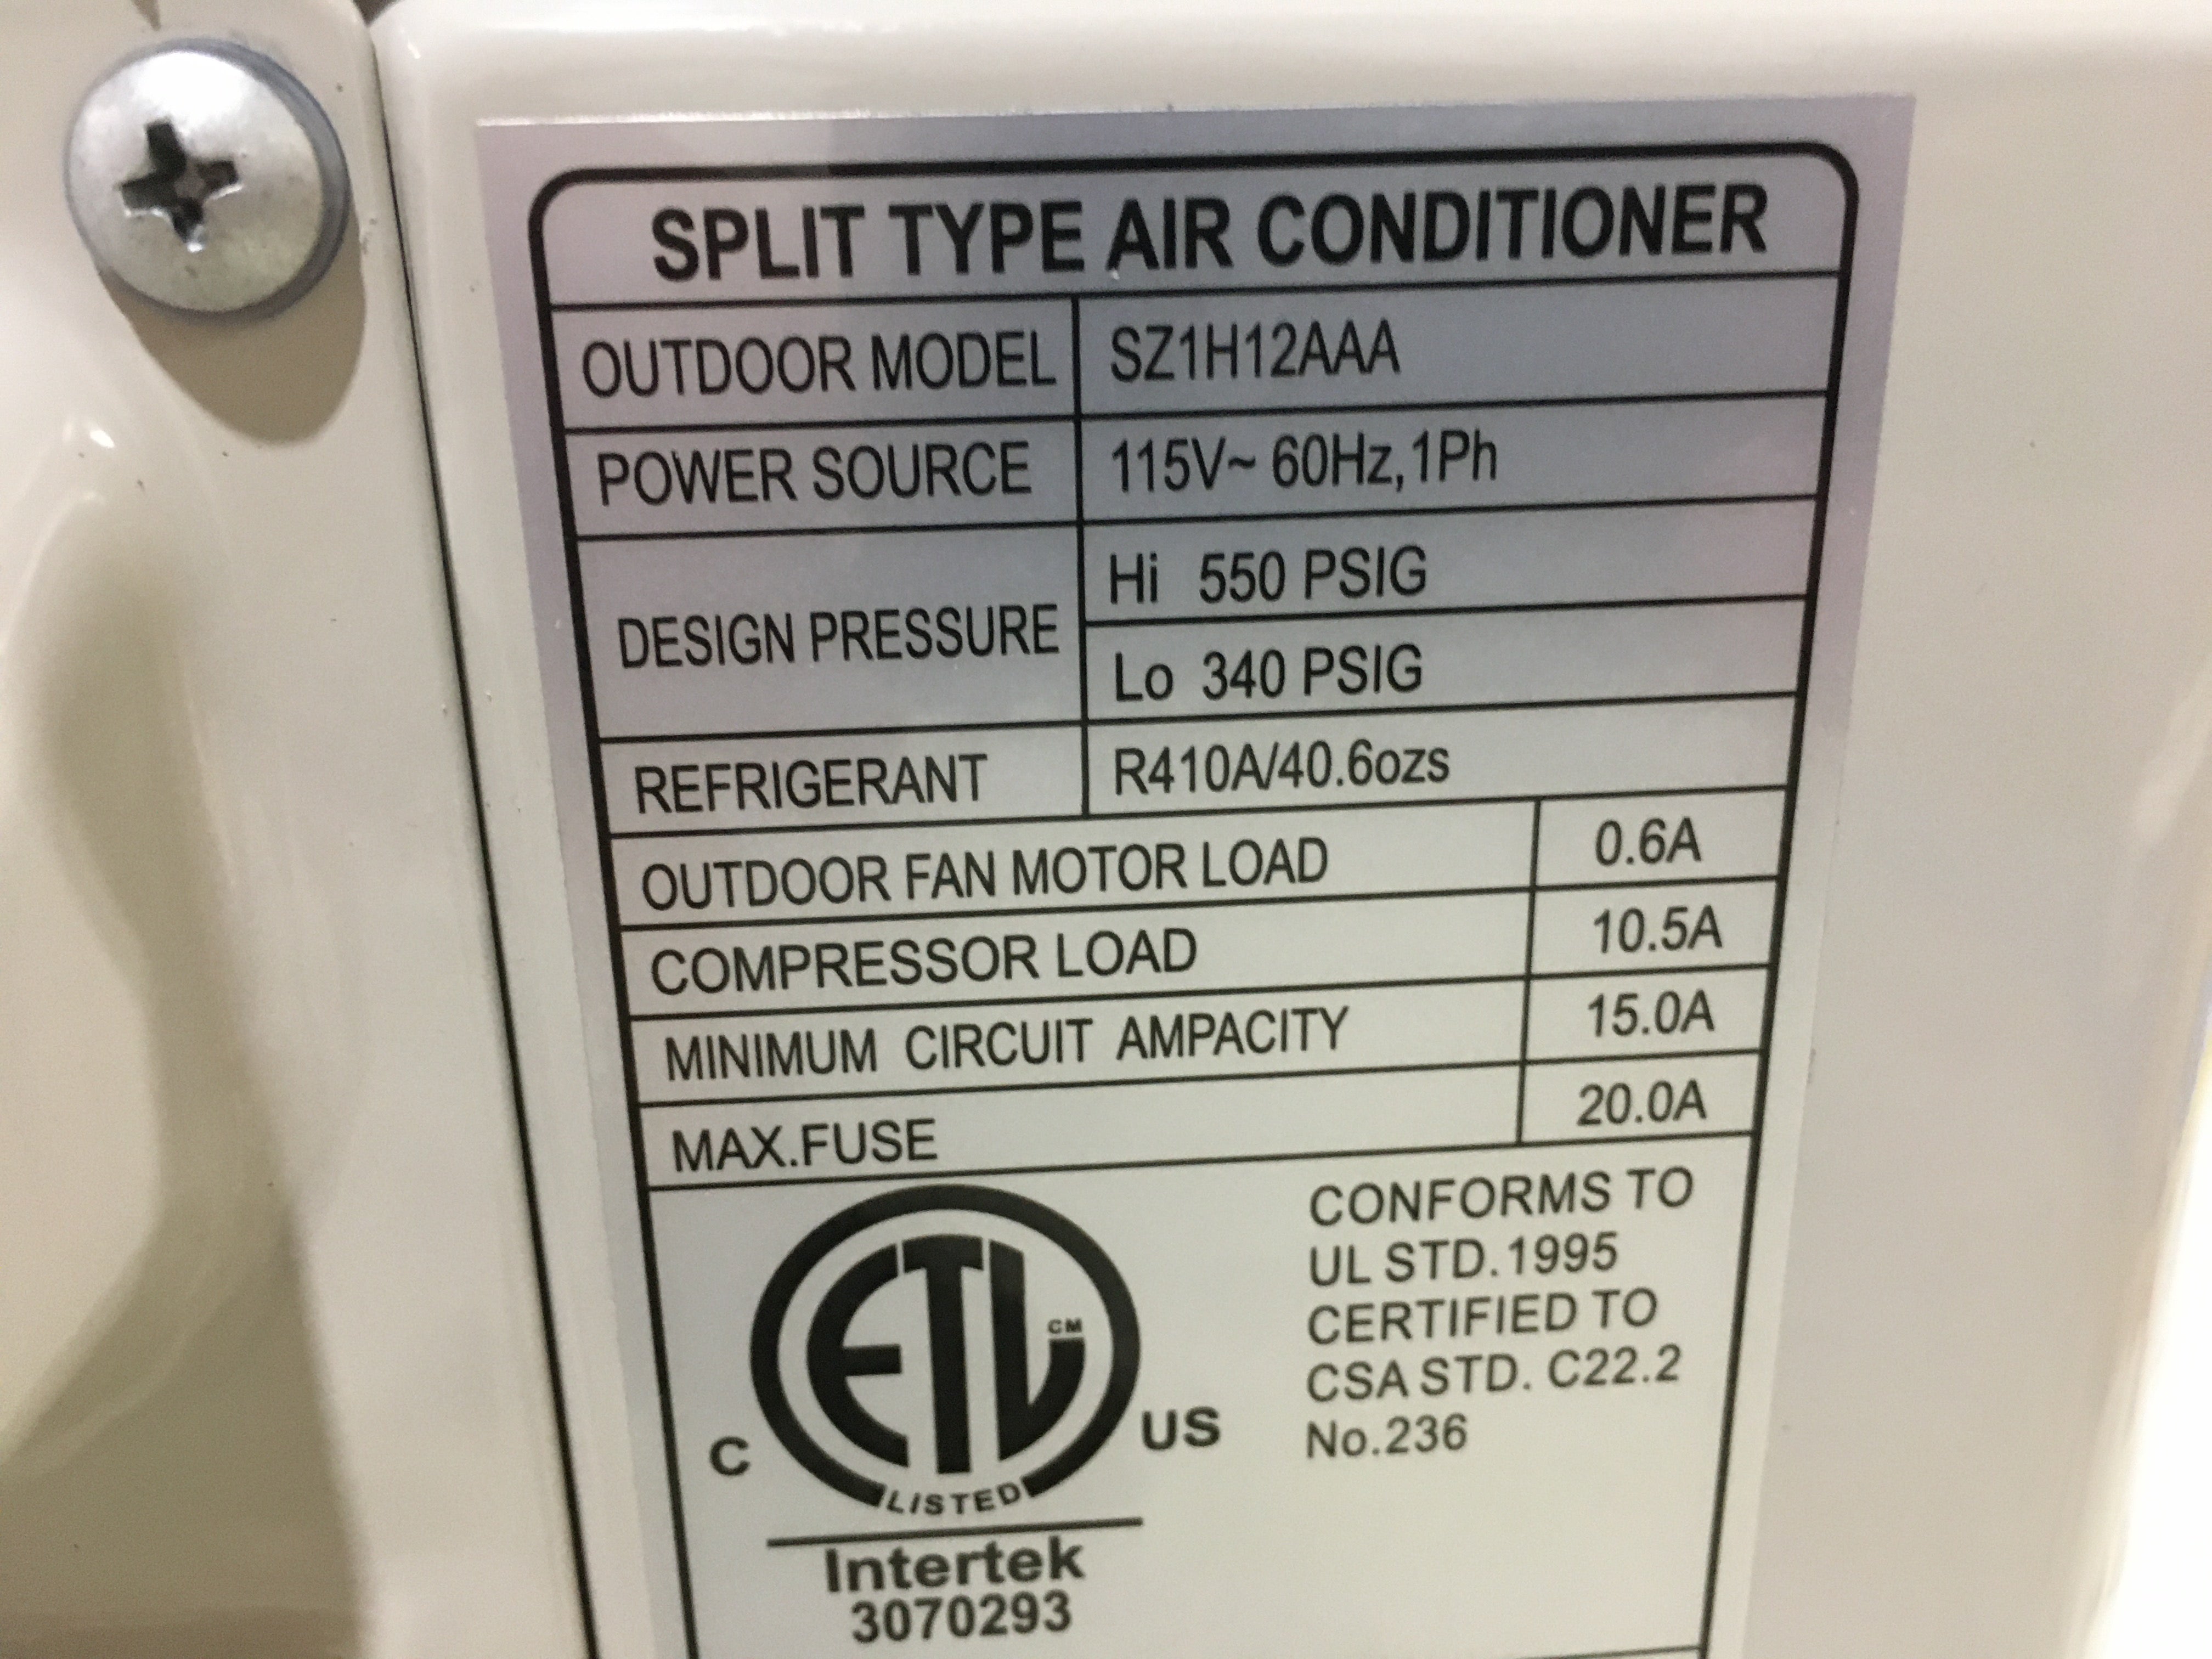 SPLIT TYPE AIR CONDITIONER
OUTDOOR MODEL SZ1H12AAA
POWER SOURCE 115V~ 60Hz,1Ph
DESIGN PRESSURE
Hi 550 PSIG
Lo 340 PSIG
REFRIGERANT R410A/40.6ozs
OUTDOOR FAN MOTOR LOAD 0.6A
COMPRESSOR LOAD 10.5A
MINIMUM CIRCUIT AMPACITY 15.0A
MAX.FUSE 20.0A
CONFORMS TO
UL STD.1995
CERTIFIED TO
CSA STD. C22.2
No.236
ETL CM
C US
LISTED
Intertek
3070293